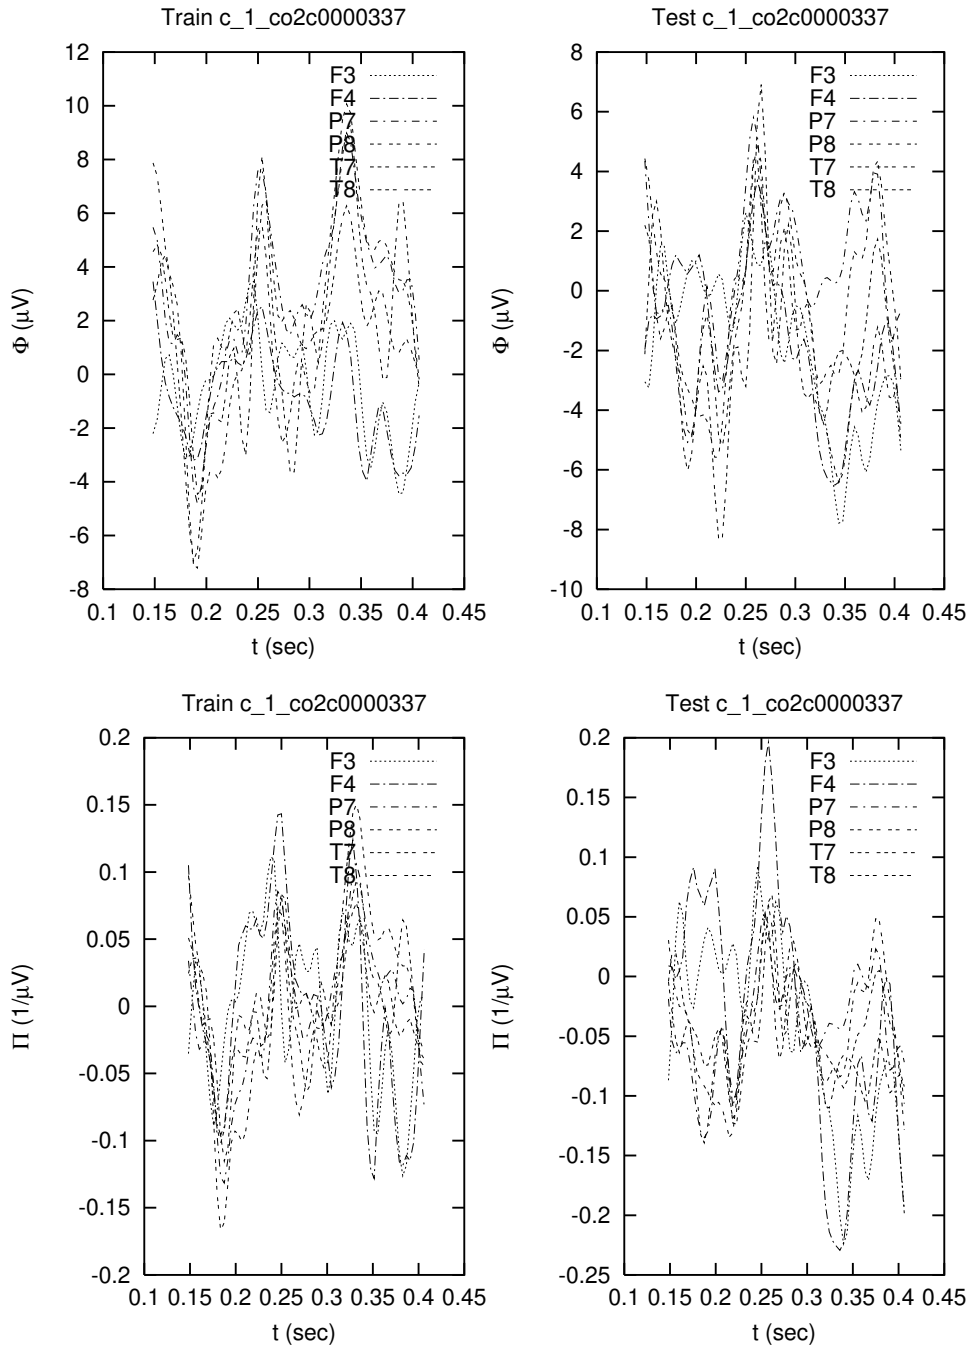 Train c_1_co2c0000337
Φ (μV)
12
10
8
6
4
2
0
-2
-4
-6
-8
F3
F4
P7
P8
T7
T8
0.1 0.15 0.2 0.25 0.3 0.35 0.4 0.45
t (sec)
Test c_1_co2c0000337
Φ (μV)
8
6
4
2
0
-2
-4
-6
-8
-10
F3
F4
P7
P8
T7
T8
0.1 0.15 0.2 0.25 0.3 0.35 0.4 0.45
t (sec)
Train c_1_co2c0000337
Π (1/μV)
0.2
0.15
0.1
0.05
0
-0.05
-0.1
-0.15
-0.2
F3
F4
P7
P8
T7
T8
0.1 0.15 0.2 0.25 0.3 0.35 0.4 0.45
t (sec)
Test c_1_co2c0000337
Π (1/μV)
0.2
0.15
0.1
0.05
0
-0.05
-0.1
-0.15
-0.2
-0.25
F3
F4
P7
P8
T7
T8
0.1 0.15 0.2 0.25 0.3 0.35 0.4 0.45
t (sec)